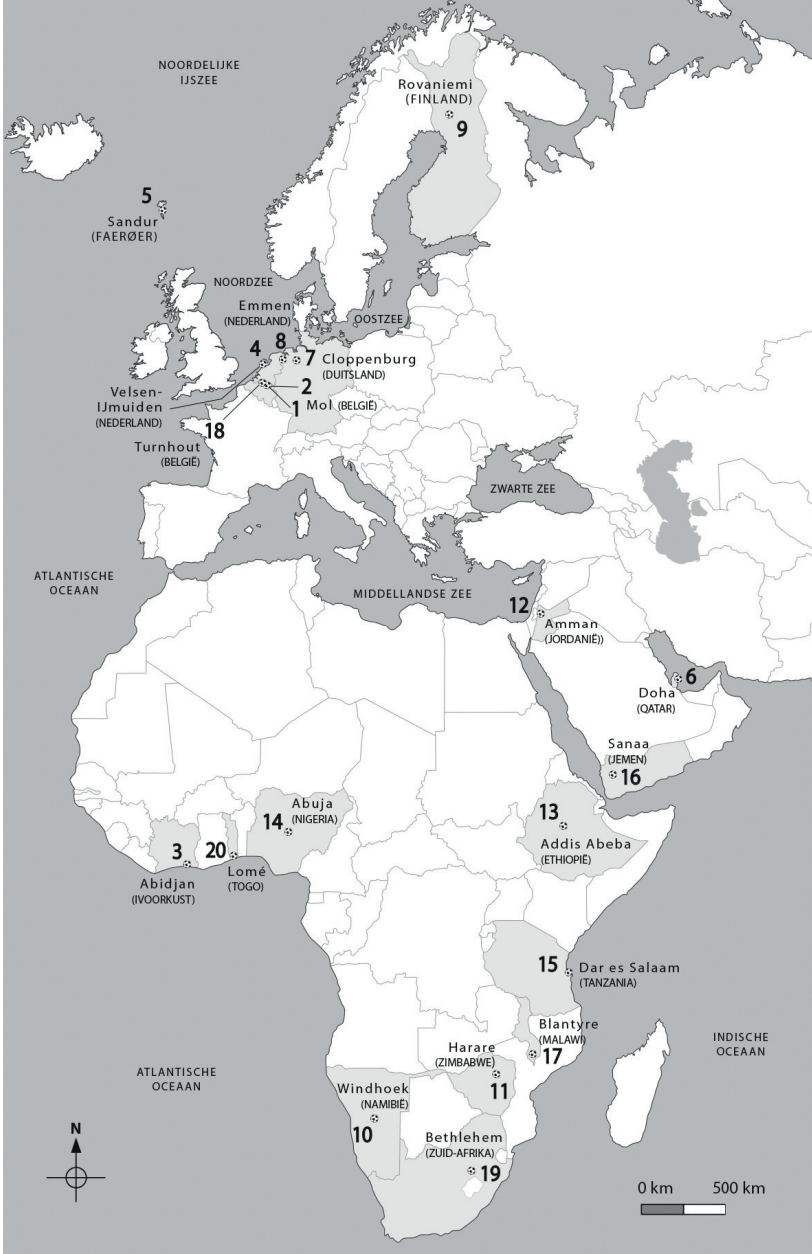 NOORDELIJKE
IJSZEE
Rovaniemi
(FINLAND)
9
5
Sandur
(FAERØER)
NOORDZEE
Emmen
(NEDERLAND)
OOSTZEE
4
8
7
Cloppenburg
(DUITSLAND)
Velsen-
IJmuiden
(NEDERLAND)
2
1
Mol (BELGIË)
18
Turnhout
(BELGIË)
ZWARTE ZEE
ATLANTISCHE
OCEAAN
MIDDELLANDSE ZEE
12
Amman
(JORDANIË))
6
Doha
(QATAR)
Sanaa
(JEMEN)
16
Abuja
(NIGERIA)
14
13
Addis Abeba
(ETHIOPIË)
3
20
Abidjan
(IVOORKUST)
Lomé
(TOGO)
15
Dar es Salaam
(TANZANIA)
Blantyre
(MALAWI)
17
Harare
(ZIMBABWE)
11
INDISCHE
OCEAAN
ATLANTISCHE
OCEAAN
Windhoek
(NAMIBIË)
10
Bethlehem
(ZUID-AFRIKA)
19
N
0 km 500 km